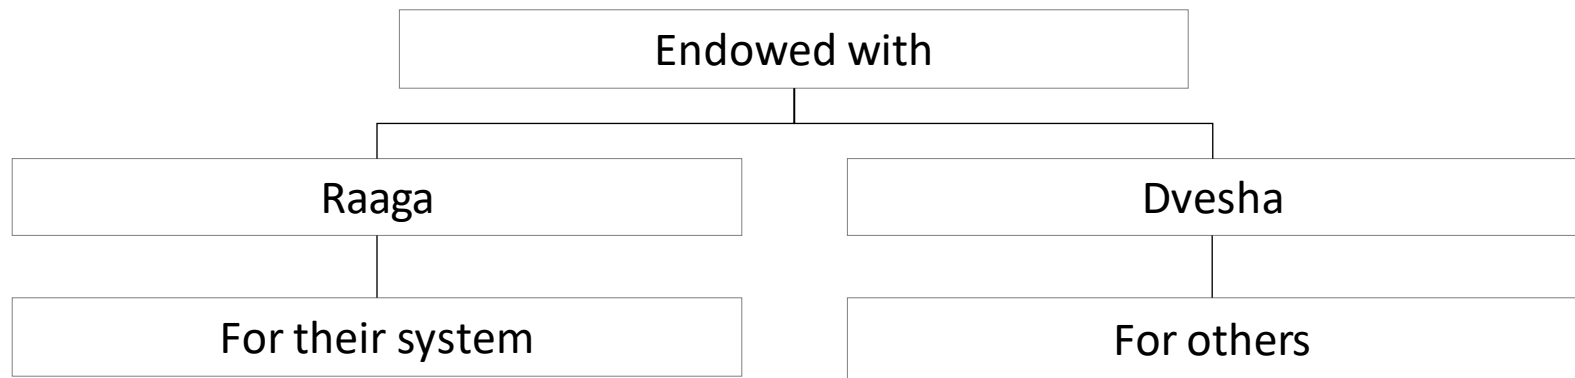 Endowed with
Raaga
Dvesha
For their system
For others